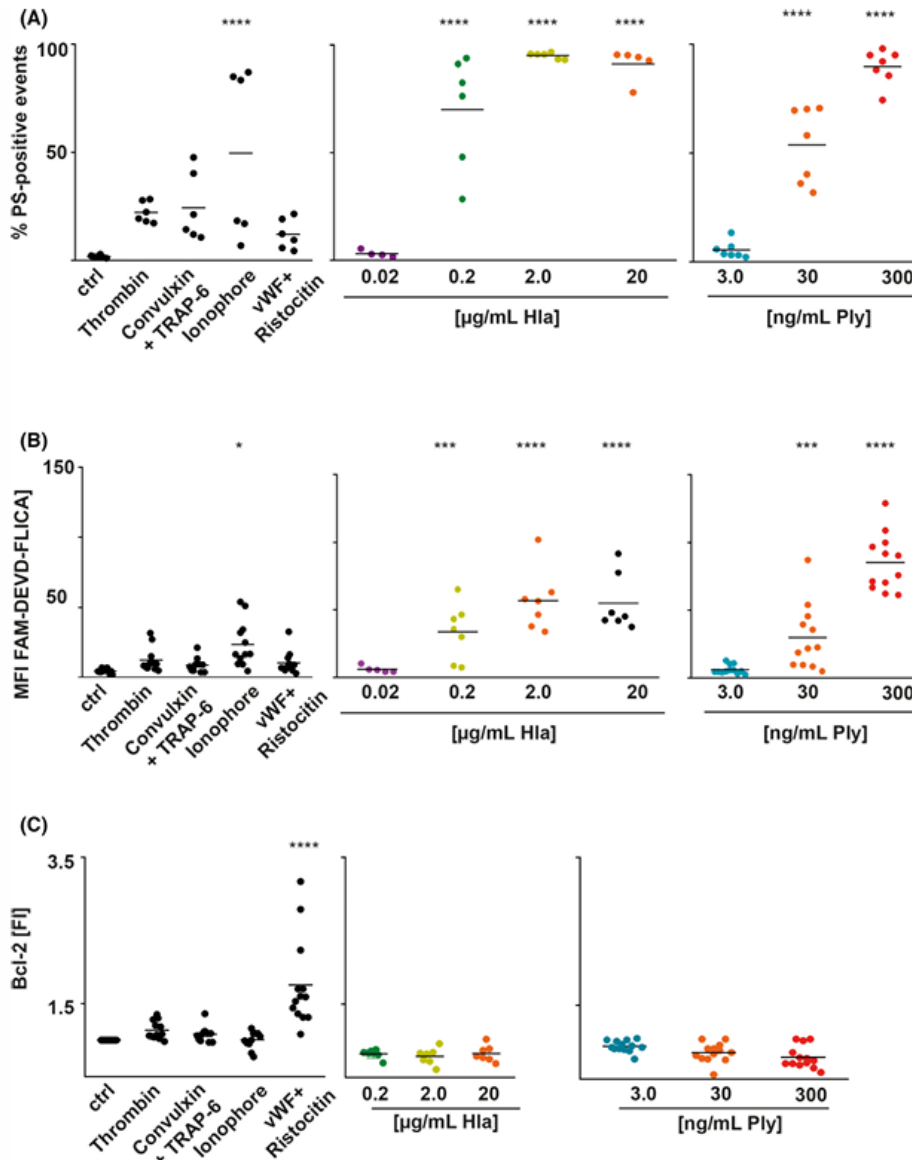 (A)
**** **** **** **** **** ****
% PS-positive events
100
50
0
ctrl
Thrombin
Convulxin
+ TRAP-6
Ionophore
vWF+
Ristocitin
0.02 0.2 2.0 20
[µg/mL Hla]
3.0 30 300
[ng/mL Ply]
(B)
* *** **** **** *** ****
MFI FAM-DEVD-FLICA]
150
50
ctrl
Thrombin
Convulxin
+ TRAP-6
Ionophore
vWF+
Ristocitin
0.02 0.2 2.0 20
[µg/mL Hla]
3.0 30 300
[ng/mL Ply]
(C)
****
Bcl-2 [FI]
3.5
1.5
ctrl
Thrombin
Convulxin
+ TRAP-6
Ionophore
vWF+
Ristocitin
0.2 2.0 20
[µg/mL Hla]
3.0 30 300
[ng/mL Ply]